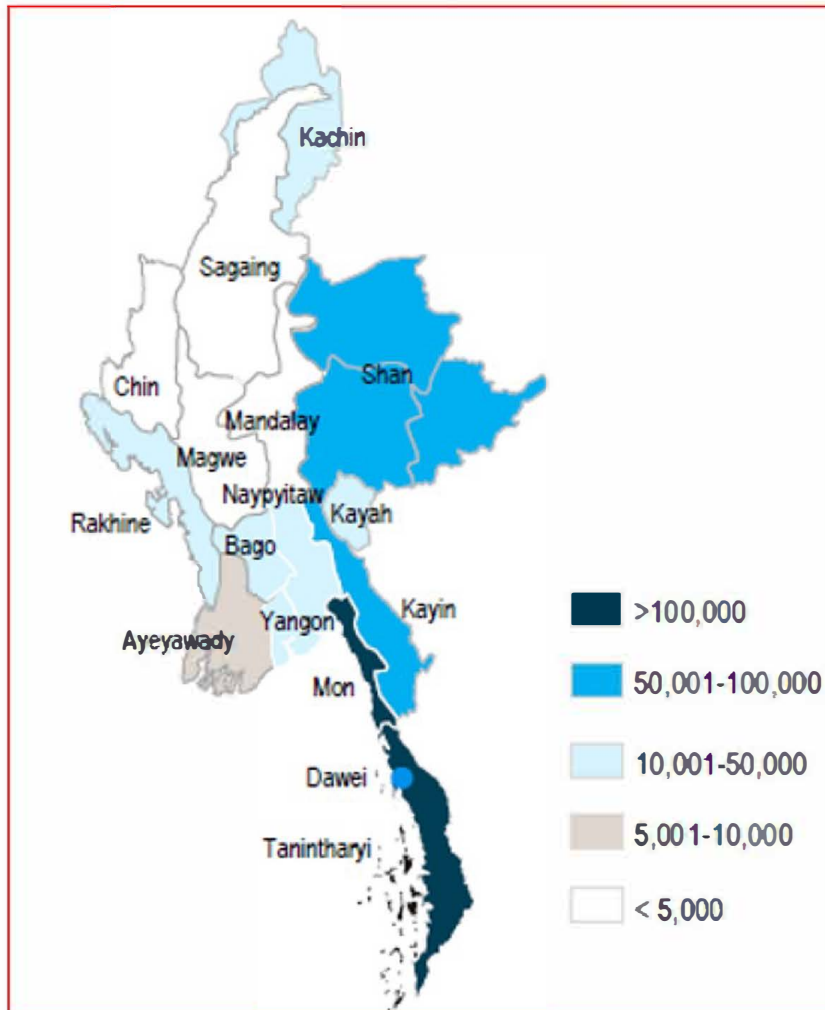 Kachin
Sagaing
Chin
Shan
Mandalay
Magwe
Naypyitaw
Kayah
Rakhine
Bago
Kayin
Yangon
Ayeyawady
Mon
Dawei
Tanintharyi
>100,000
50,001-100,000
10,001-50,000
5,001-10,000
< 5,000